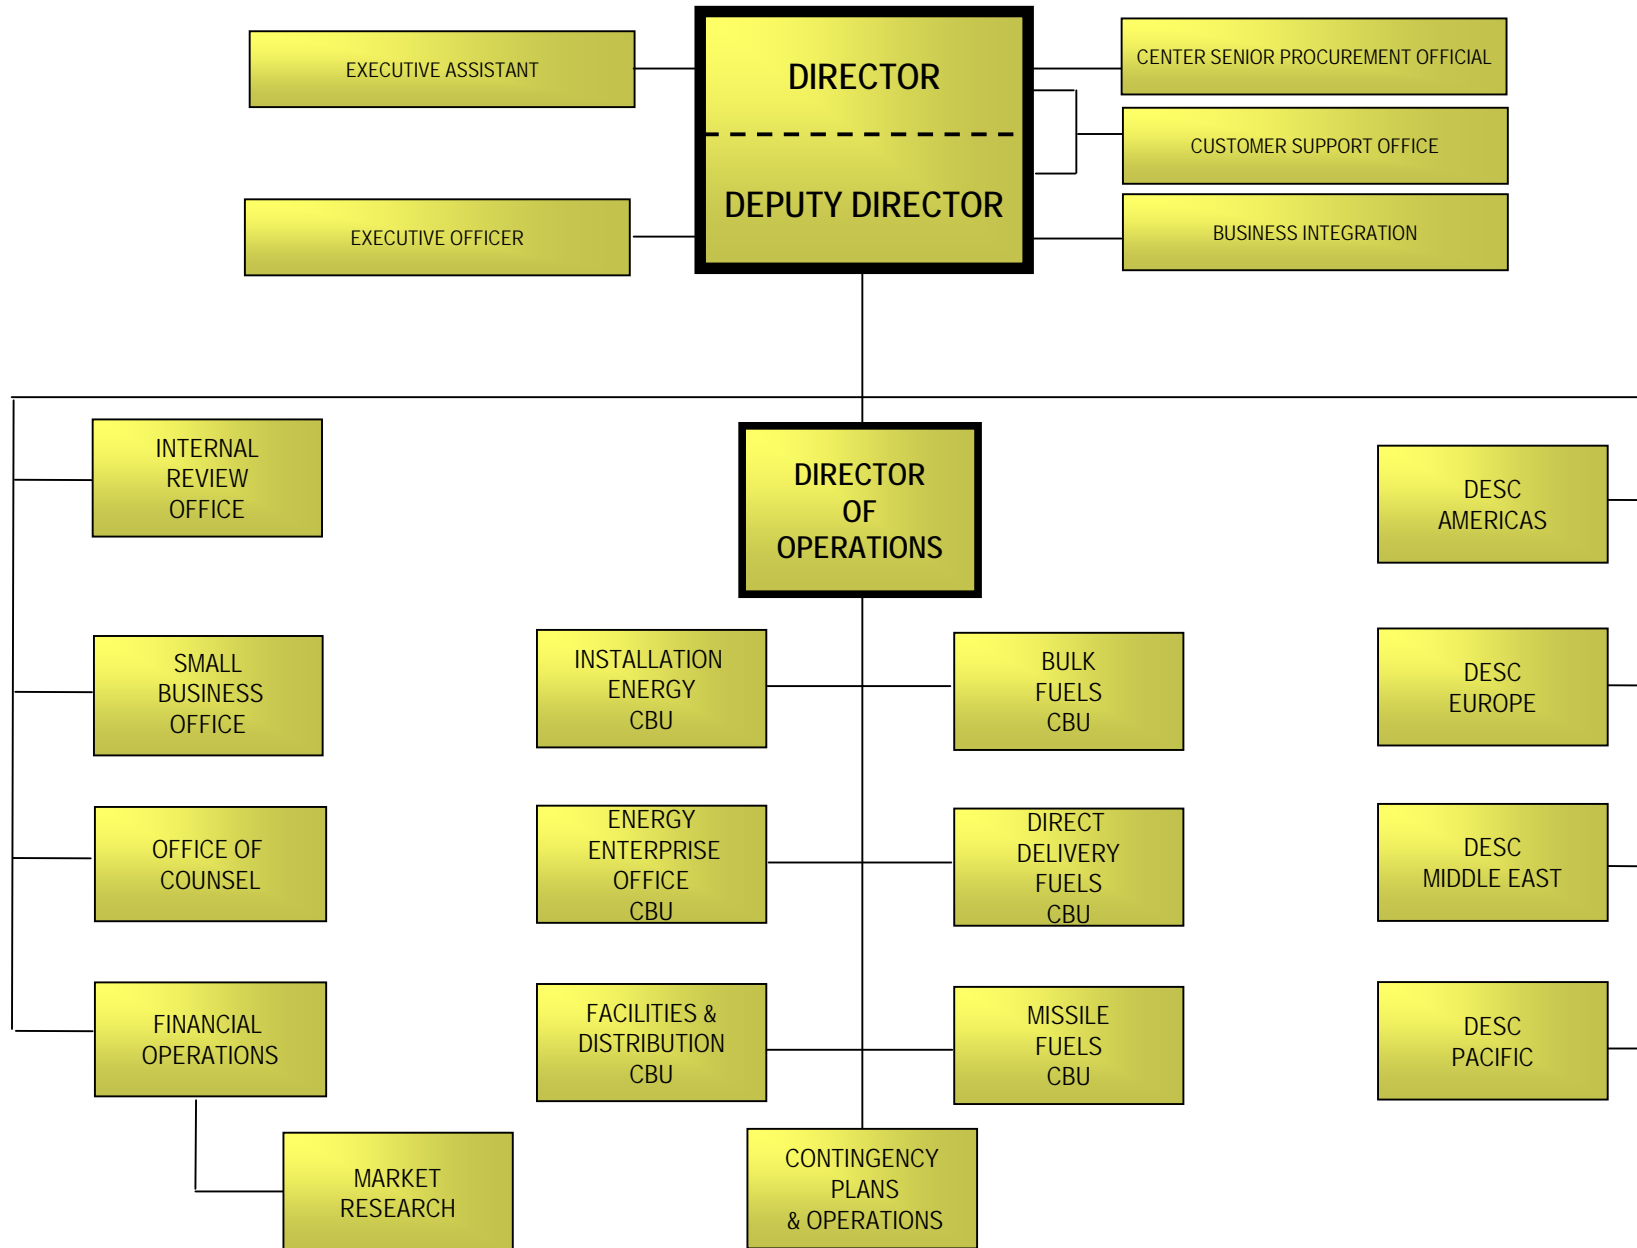 EXECUTIVE ASSISTANT
DIRECTOR
CENTER SENIOR PROCUREMENT OFFICIAL
CUSTOMER SUPPORT OFFICE
EXECUTIVE OFFICER
DEPUTY DIRECTOR
BUSINESS INTEGRATION
INTERNAL
REVIEW
OFFICE
DIRECTOR
OF
OPERATIONS
DESC
AMERICAS
SMALL
BUSINESS
OFFICE
INSTALLATION
ENERGY
CBU
BULK
FUELS
CBU
DESC
EUROPE
OFFICE OF
COUNSEL
ENERGY
ENTERPRISE
OFFICE
CBU
DIRECT
DELIVERY
FUELS
CBU
DESC
MIDDLE EAST
FINANCIAL
OPERATIONS
FACILITIES &
DISTRIBUTION
CBU
MISSILE
FUELS
CBU
DESC
PACIFIC
MARKET
RESEARCH
CONTINGENCY
PLANS
& OPERATIONS